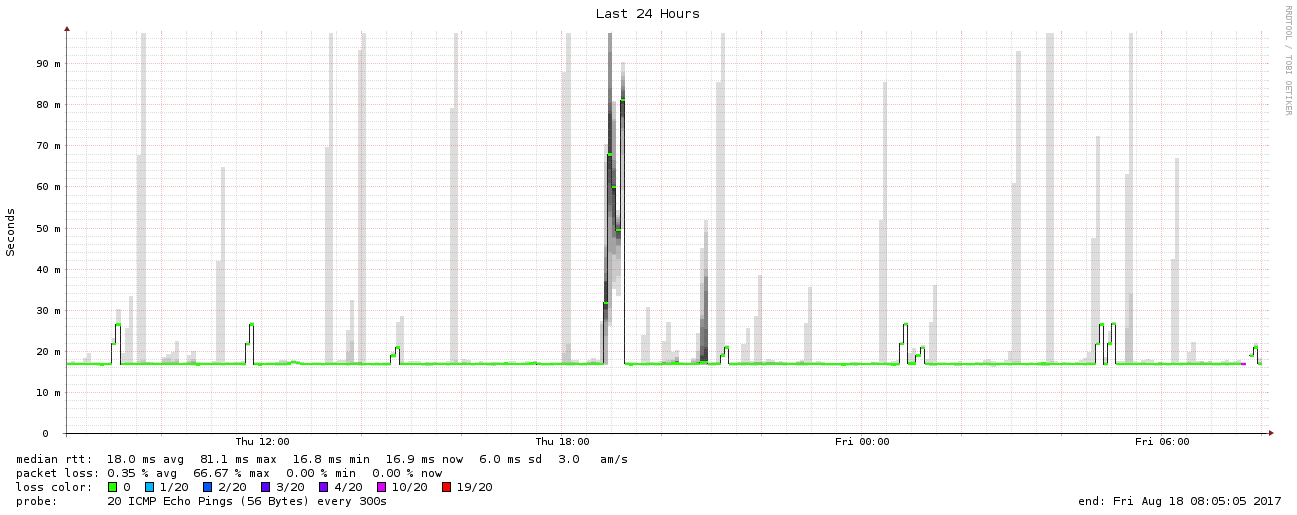 Last 24 Hours
RRDTOOL / TOBI OETIKER
Seconds
90 m
80 m
70 m
60 m
50 m
40 m
30 m
20 m
10 m
0
Thu 12:00 Thu 18:00 Fri 00:00 Fri 06:00
median rtt: 18.0 ms avg 81.1 ms max 16.8 ms min 16.9 ms now 6.0 ms sd 3.0 am/s
packet loss: 0.35 % avg 66.67 % max 0.00 % min 0.00 % now
loss color: 0 1/20 2/20 3/20 4/20 10/20 19/20
probe: 20 ICMP Echo Pings (56 Bytes) every 300s end: Fri Aug 18 08:05:05 2017